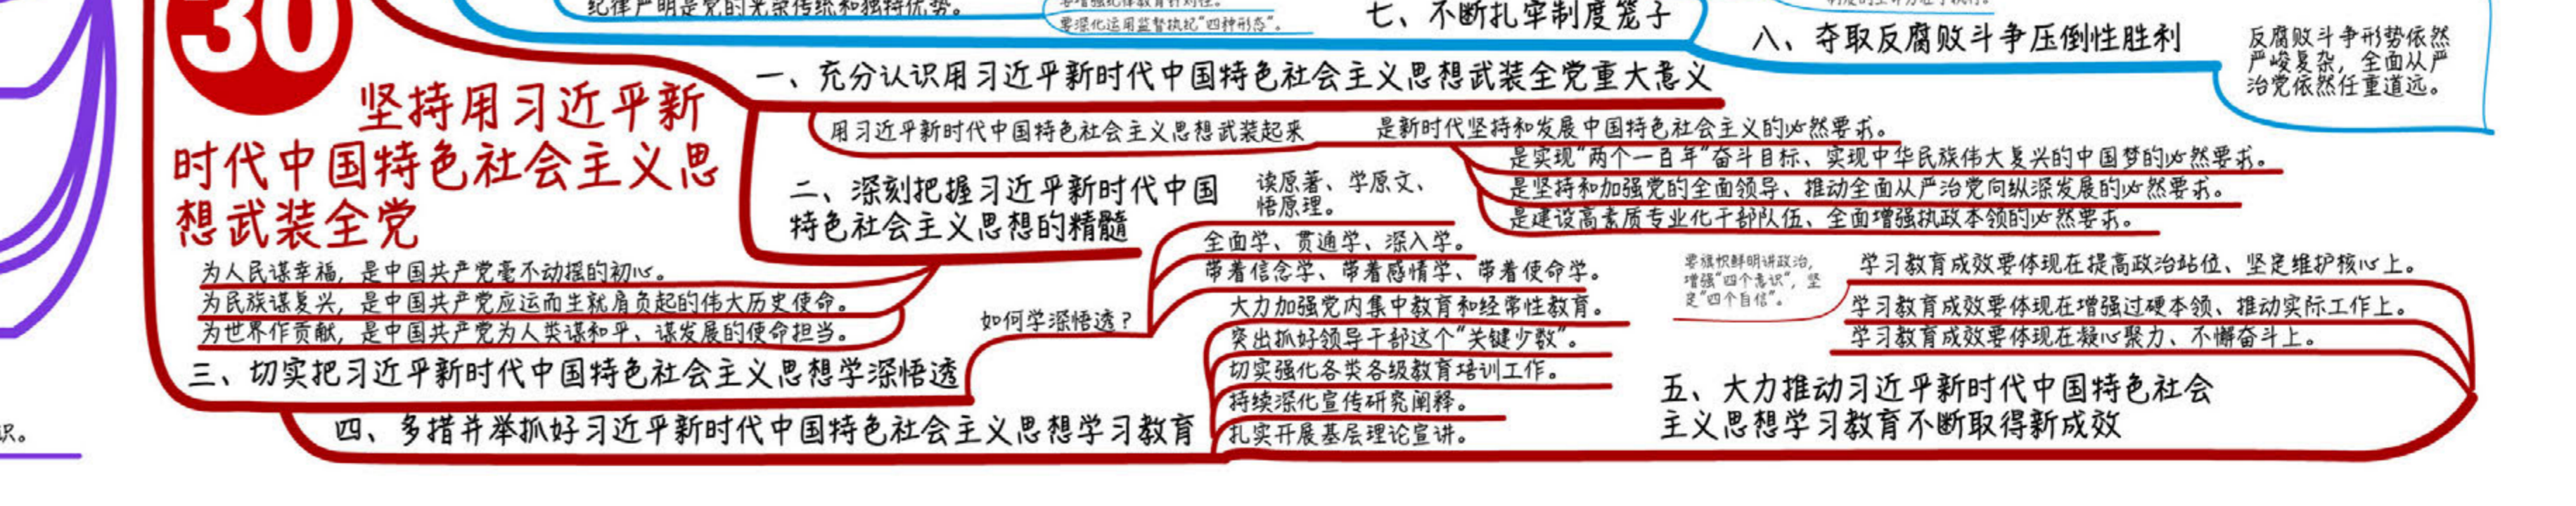 30
纪律严明是党的光荣传统和独特优势。
要深化运用监督执纪"四种形态"。
七、不断扎牢制度笼子
八、夺取反腐败斗争压倒性胜利
反腐败斗争形势依然
严峻复杂，全面从严
治党依然任重道远。
坚持用习近平新
时代中国特色社会主义思
想武装全党
一、充分认识用习近平新时代中国特色社会主义思想武装全党重大意义
用习近平新时代中国特色社会主义思想武装起来
是新时代坚持和发展中国特色社会主义的必然要求。
是实现"两个一百年"奋斗目标、实现中华民族伟大复兴的中国梦的必然要求。
是坚持和加强党的全面领导、推动全面从严治党向纵深发展的必然要求。
是建设高素质专业化干部队伍、全面增强执政本领的必然要求。
二、深刻把握习近平新时代中国
特色社会主义思想的精髓
为人民谋幸福，是中国共产党毫不动摇的初心。
为民族谋复兴，是中国共产党应运而生就肩负起的伟大历史使命。
为世界作贡献，是中国共产党为人类谋和平、谋发展的使命担当。
三、切实把习近平新时代中国特色社会主义思想学深悟透
如何学深悟透？
读原著、学原文、
悟原理。
全面学、贯通学、深入学。
带着信念学、带着感情学、带着使命学。
四、多措并举抓好习近平新时代中国特色社会主义思想学习教育
大力加强党内集中教育和经常性教育。
突出抓好领导干部这个"关键少数"。
切实强化各类各级教育培训工作。
持续深化宣传研究阐释。
扎实开展基层理论宣讲。
五、大力推动习近平新时代中国特色社会
主义思想学习教育不断取得新成效
学习教育成效要体现在提高政治站位、坚定维护核心上。
要旗帜鲜明讲政治，
增强"四个意识"，坚
定"四个自信"。
学习教育成效要体现在增强过硬本领、推动实际工作上。
学习教育成效要体现在凝心聚力、不懈奋斗上。
识。